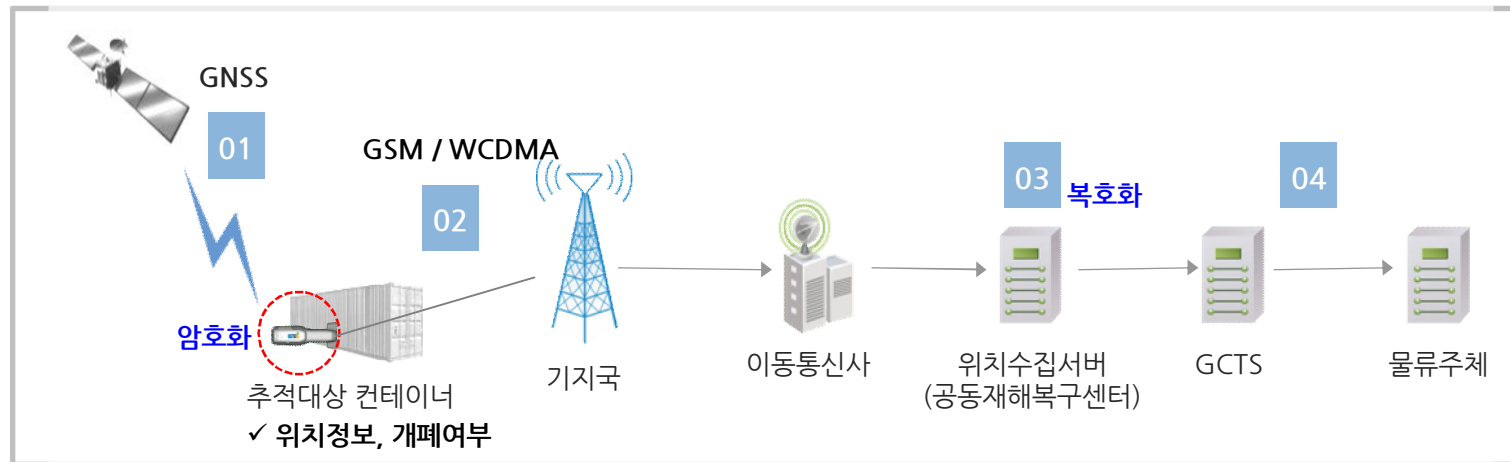 GNSS
01
GSM / WCDMA
02
03
복호화
04
암호화
추적대상 컨테이너
✓ 위치정보, 개폐여부
기지국
이동통신사
위치수집서버
(공동재해복구센터)
GCTS
물류주체